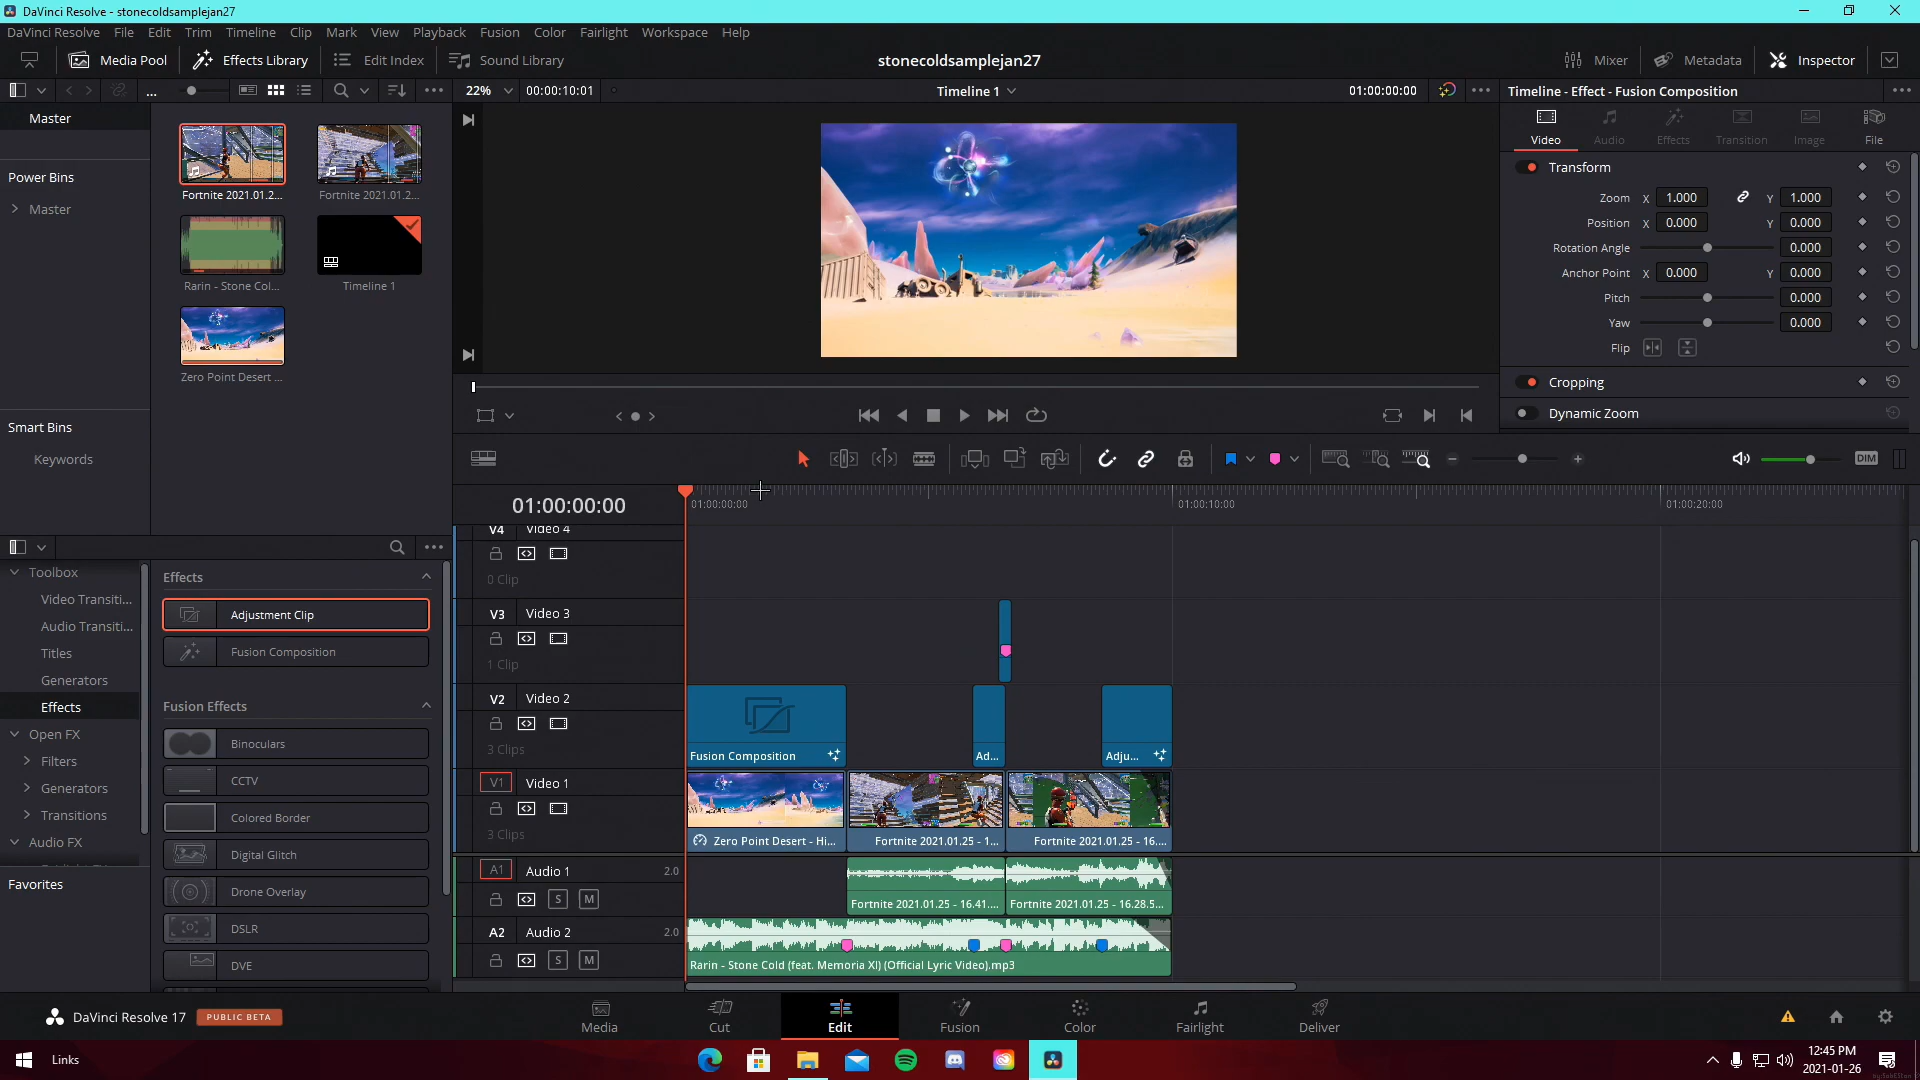 DaVinci Resolve - stonecoldsamplejan27
DaVinci Resolve File Edit Trim Timeline Clip Mark View Playback Fusion Color Fairlight Workspace Help
Media Pool Effects Library Edit Index Sound Library stonecoldsamplejan27 Mixer Metadata Inspector
... 22% 00:00:10:01 Timeline 1 01:00:00:00 Timeline - Effect - Fusion Composition
Master
Video Audio Effects Transition Image File
Power Bins
Master
Fortnite 2021.01.2... Fortnite 2021.01.2...
Rarin - Stone Col... Timeline 1
Zero Point Desert ...
Transform
Zoom X 1.000 Y 1.000
Position X 0.000 Y 0.000
Rotation Angle 0.000
Anchor Point X 0.000 Y 0.000
Pitch 0.000
Yaw 0.000
Flip
Cropping
Dynamic Zoom
Smart Bins
Keywords
DIM
01:00:00:00 01:00:00:00 01:00:10:00 01:00:20:00
Toolbox
Video Transiti...
Audio Transiti...
Titles
Generators
Effects
Open FX
Filters
Generators
Transitions
Audio FX
Favorites
Effects
Adjustment Clip
Fusion Composition
Fusion Effects
Binoculars
CCTV
Colored Border
Digital Glitch
Drone Overlay
DSLR
DVE
V4 Video 4
0 Clip
V3 Video 3
1 Clip
V2 Video 2
3 Clips
Fusion Composition Ad... Adju...
V1 Video 1
3 Clips
Zero Point Desert - Hi... Fortnite 2021.01.25 - 1... Fortnite 2021.01.25 - 16....
A1 Audio 1 2.0
S M
Fortnite 2021.01.25 - 16.41.... Fortnite 2021.01.25 - 16.28.5...
A2 Audio 2 2.0
S M
Rarin - Stone Cold (feat. Memoria XI) (Official Lyric Video).mp3
DaVinci Resolve 17 PUBLIC BETA
Media Cut Edit Fusion Color Fairlight Deliver
Links
12:45 PM
2021-01-26